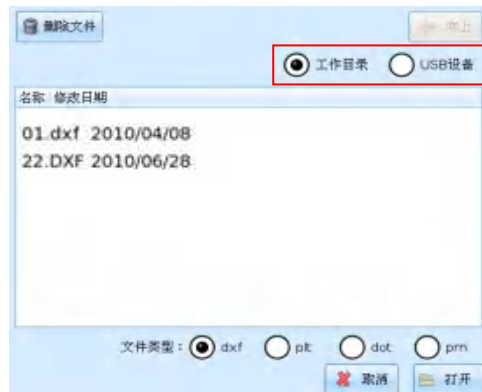 删除文件 向上
工作目录 USB设备
名称 修改日期
01.dxf 2010/04/08
22.DXF 2010/06/28
文件类型： dxf plt dot prn
取消 打开